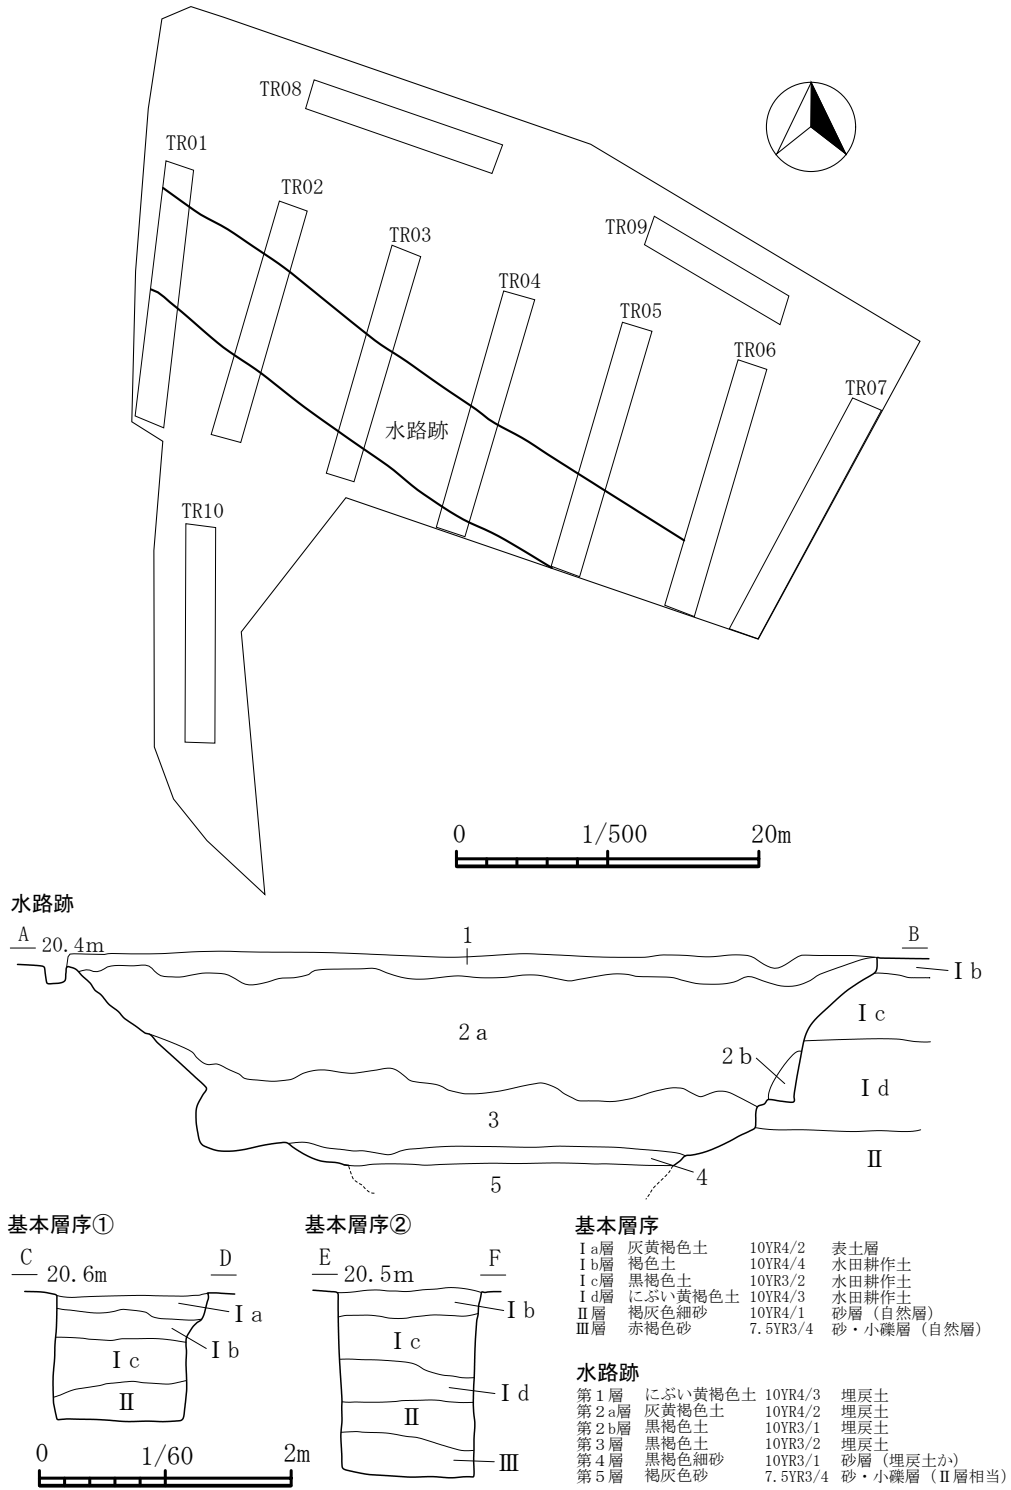 TR08
TR01
TR02
TR09
TR03
TR04
TR05
TR06
TR07
水路跡
TR10
0 1/500 20m
水路跡
A 20.4m
1
B
Ⅰb
Ⅰc
2a
2b
Ⅰd
3
Ⅱ
4
5
基本層序①
C 20.6m
D
Ⅰa
Ⅰb
Ⅰc
Ⅱ
0 1/60 2m
基本層序②
E 20.5m
F
Ⅰb
Ⅰc
Ⅰd
Ⅱ
Ⅲ
基本層序
Ⅰa層 灰黄褐色土 10YR4/2 表土層
Ⅰb層 褐色土 10YR4/4 水田耕作土
Ⅰc層 黒褐色土 10YR3/2 水田耕作土
Ⅰd層 にぶい黄褐色土 10YR4/3 水田耕作土
Ⅱ層 褐灰色細砂 10YR4/1 砂層(自然層)
Ⅲ層 赤褐色砂 7.5YR3/4 砂・小礫層(自然層)
水路跡
第1層 にぶい黄褐色土 10YR4/3 埋戻土
第2a層 灰黄褐色土 10YR4/2 埋戻土
第2b層 黒褐色土 10YR3/1 埋戻土
第3層 黒褐色土 10YR3/2 埋戻土
第4層 黒褐色細砂 10YR3/1 砂層(埋戻土か)
第5層 褐灰色砂 7.5YR3/4 砂・小礫層(Ⅱ層相当)